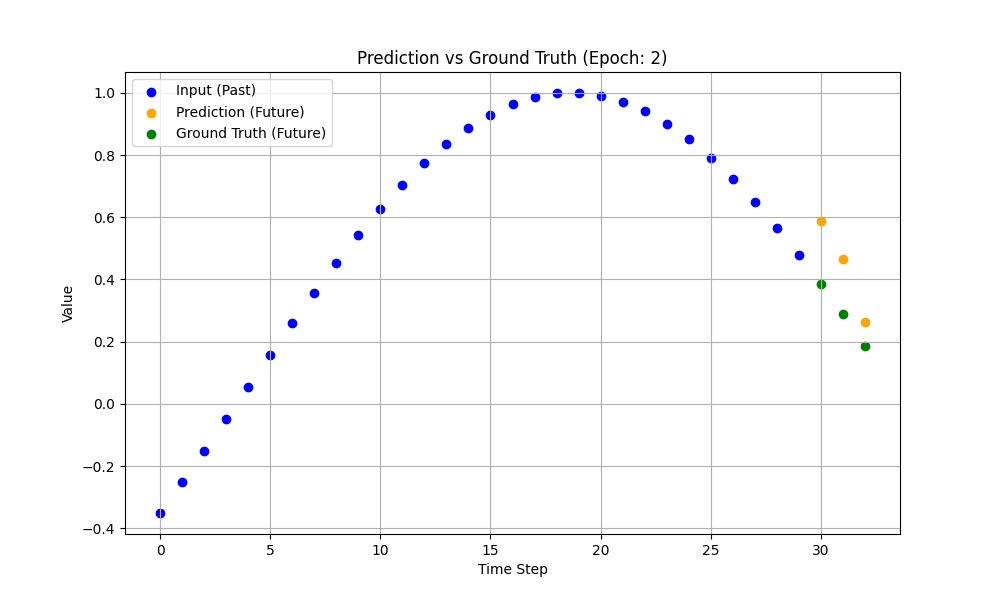 Prediction vs Ground Truth (Epoch: 2)
Input (Past)
Prediction (Future)
Ground Truth (Future)
1.0
0.8
0.6
0.4
0.2
0.0
−0.2
−0.4
Value
0 5 10 15 20 25 30
Time Step